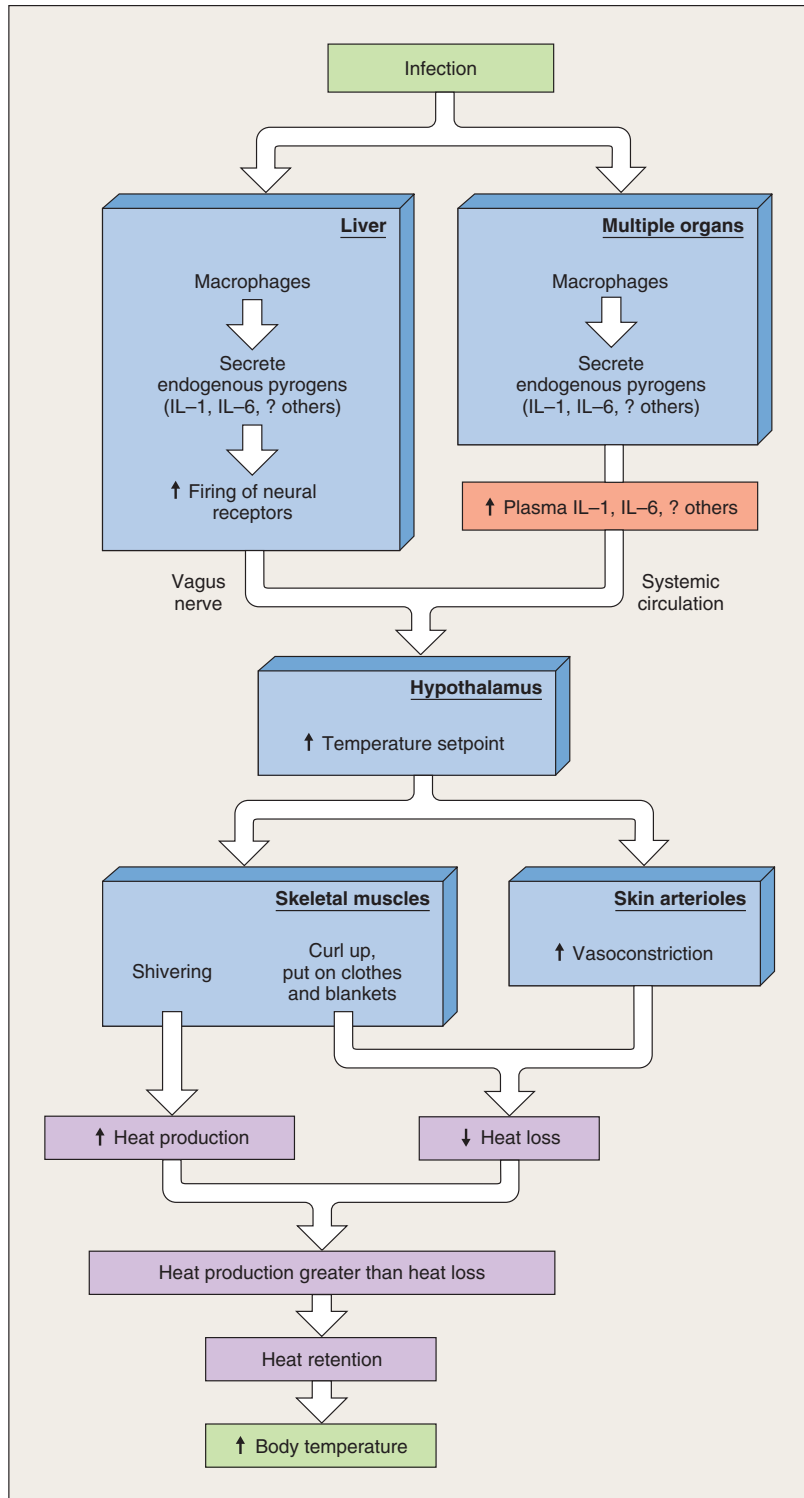 Infection
Liver
Macrophages
Secrete
endogenous pyrogens
(IL–1, IL–6, ? others)
↑ Firing of neural
receptors
Multiple organs
Macrophages
Secrete
endogenous pyrogens
(IL–1, IL–6, ? others)
↑ Plasma IL–1, IL–6, ? others
Vagus
nerve
Systemic
circulation
Hypothalamus
↑ Temperature setpoint
Skeletal muscles
Shivering
Curl up,
put on clothes
and blankets
Skin arterioles
↑ Vasoconstriction
↑ Heat production
↓ Heat loss
Heat production greater than heat loss
Heat retention
↑ Body temperature